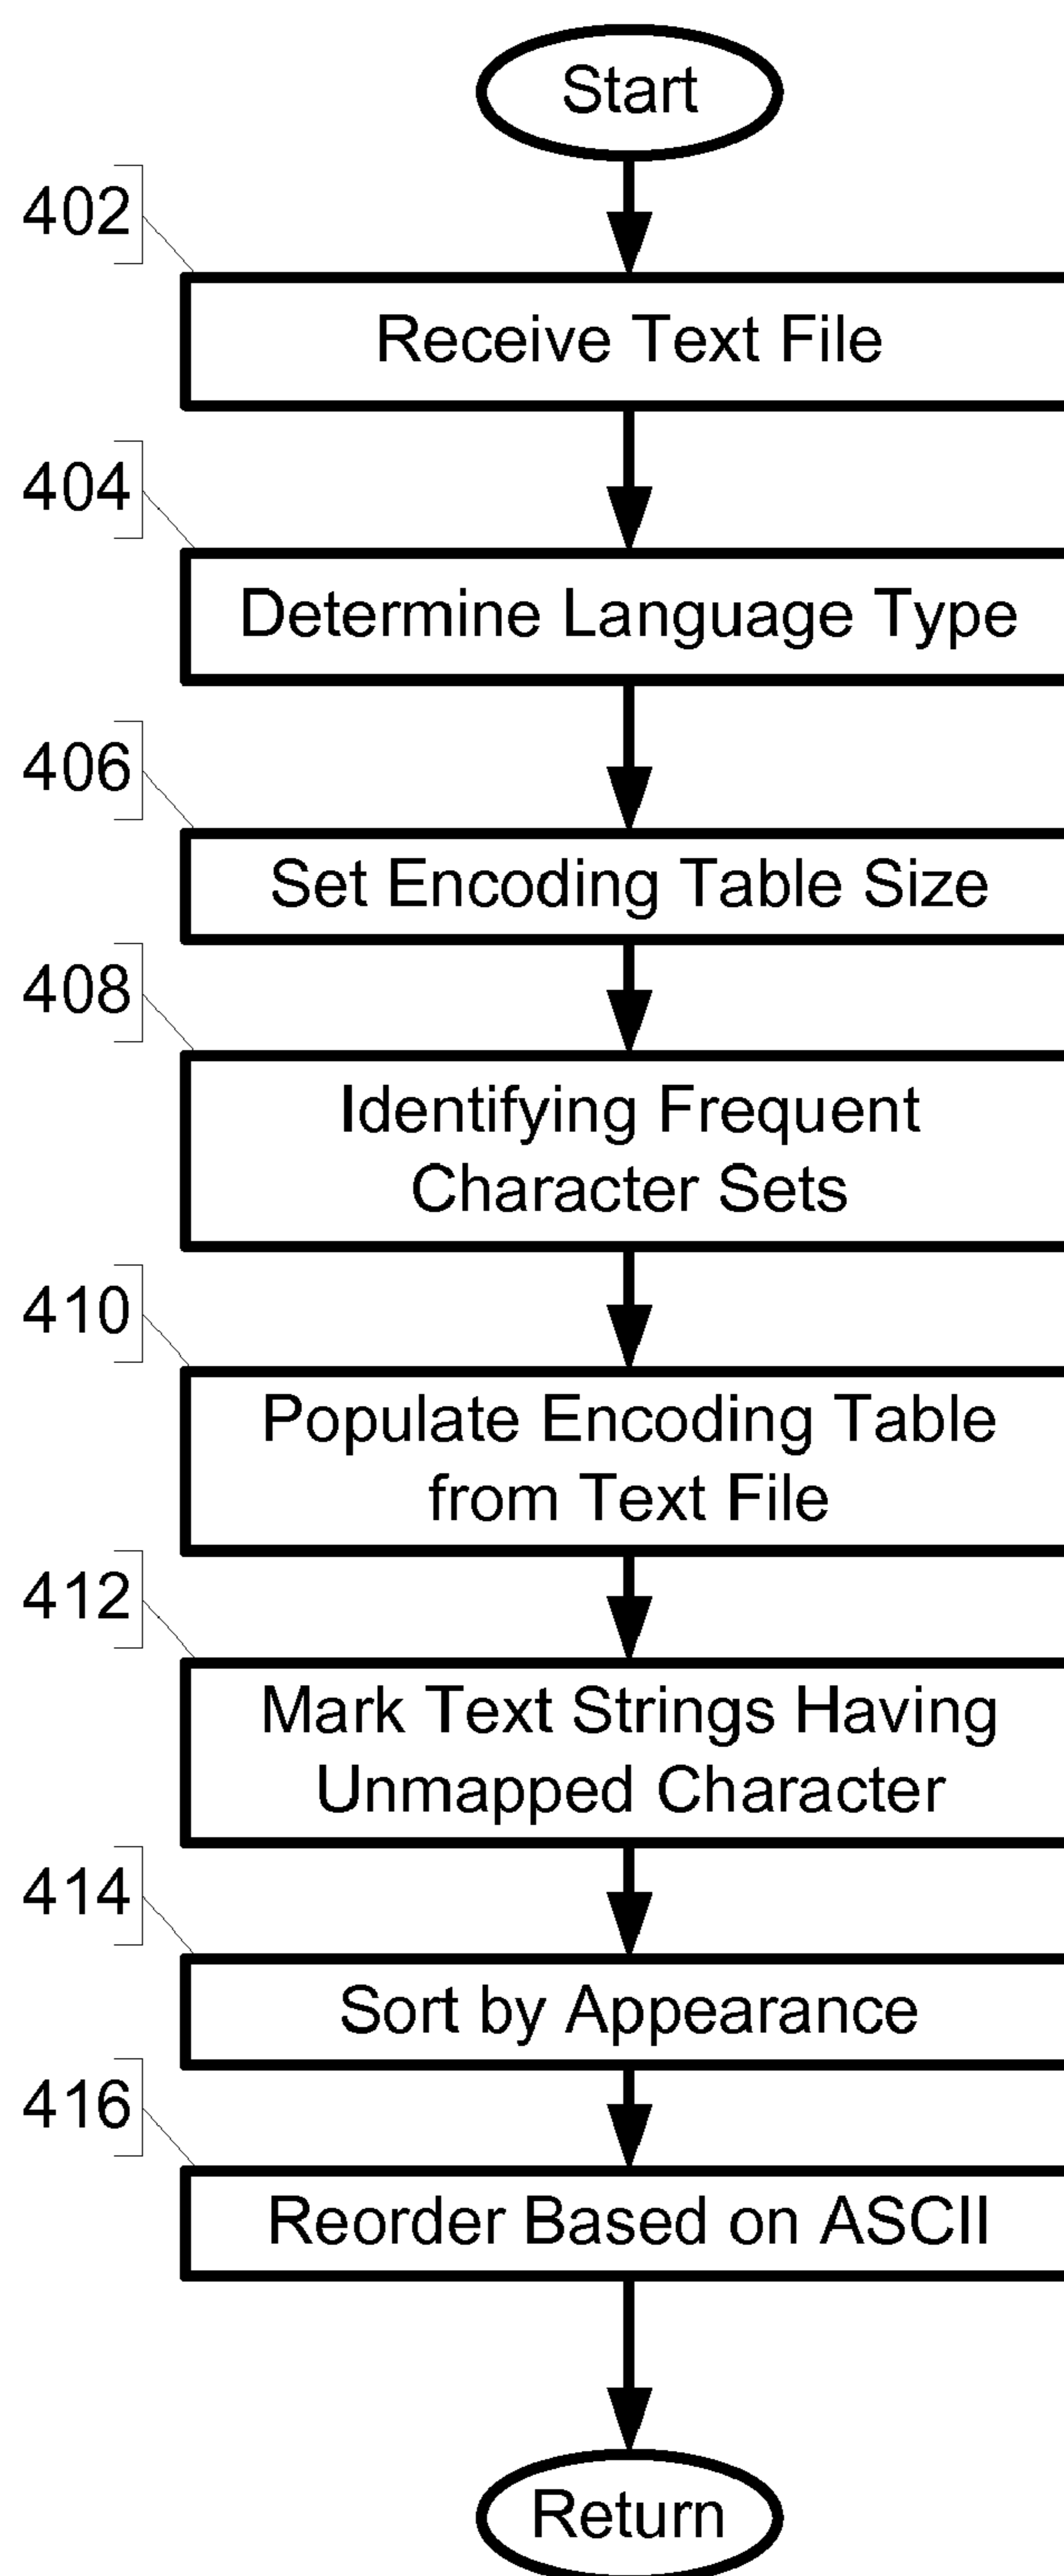 Start
402
Receive Text File
404
Determine Language Type
406
Set Encoding Table Size
408
Identifying Frequent
Character Sets
410
Populate Encoding Table
from Text File
412
Mark Text Strings Having
Unmapped Character
414
Sort by Appearance
416
Reorder Based on ASCII
Return